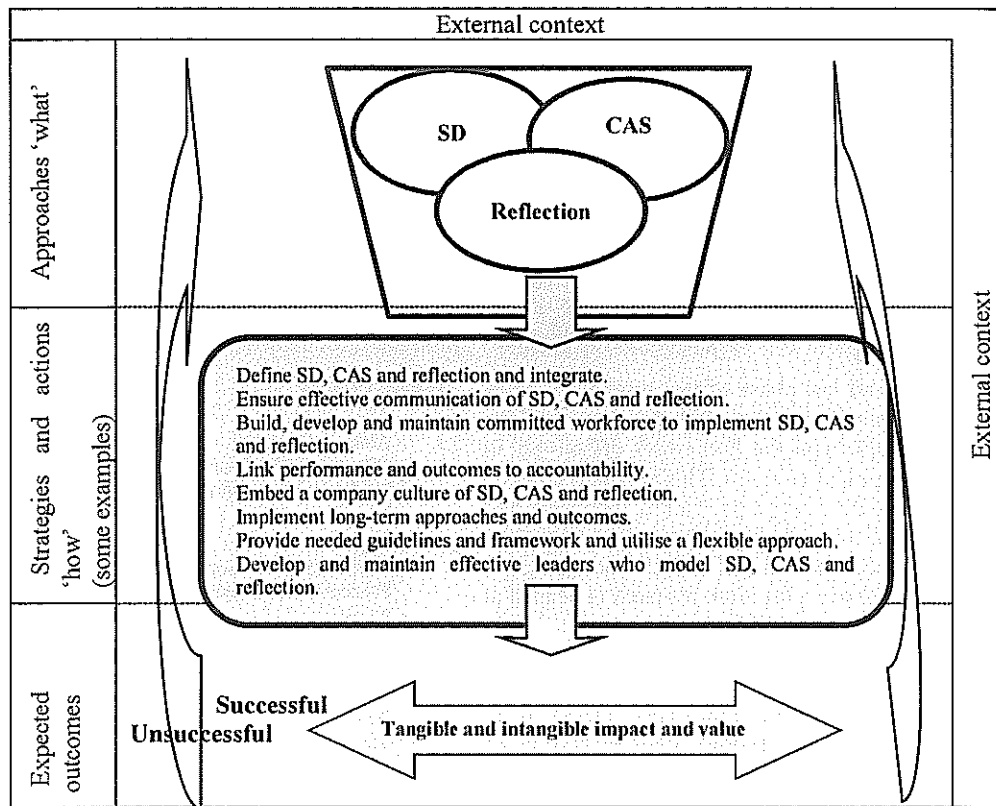 External context
Approaches 'what'
SD
CAS
Reflection
External context
Strategies and actions
'how'
(some examples)
Define SD, CAS and reflection and integrate.
Ensure effective communication of SD, CAS and reflection.
Build, develop and maintain committed workforce to implement SD, CAS
and reflection.
Link performance and outcomes to accountability.
Embed a company culture of SD, CAS and reflection.
Implement long-term approaches and outcomes.
Provide needed guidelines and framework and utilise a flexible approach.
Develop and maintain effective leaders who model SD, CAS and
reflection.
Expected
outcomes
Successful
Unsuccessful
Tangible and intangible impact and value